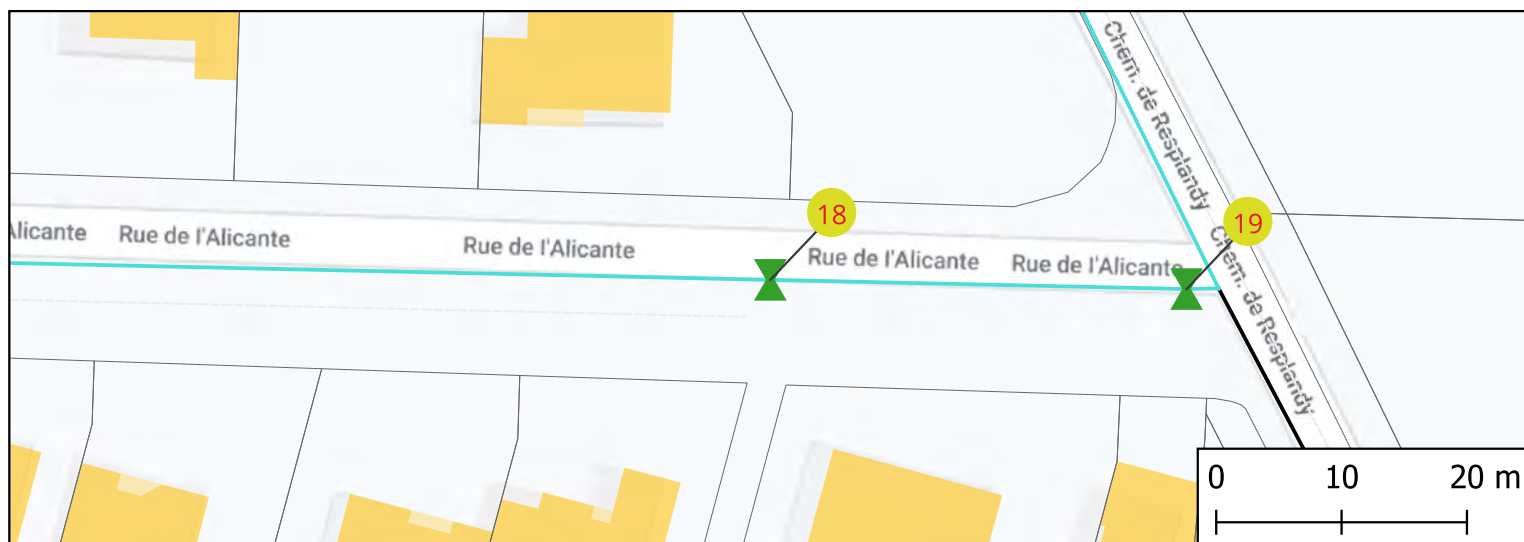 Chem. de Resplandy
18
19
Alicante
Rue de l'Alicante
Rue de l'Alicante
Rue de l'Alicante
Rue de l'Alicante
Chem. de Resplandy
0 10 20 m